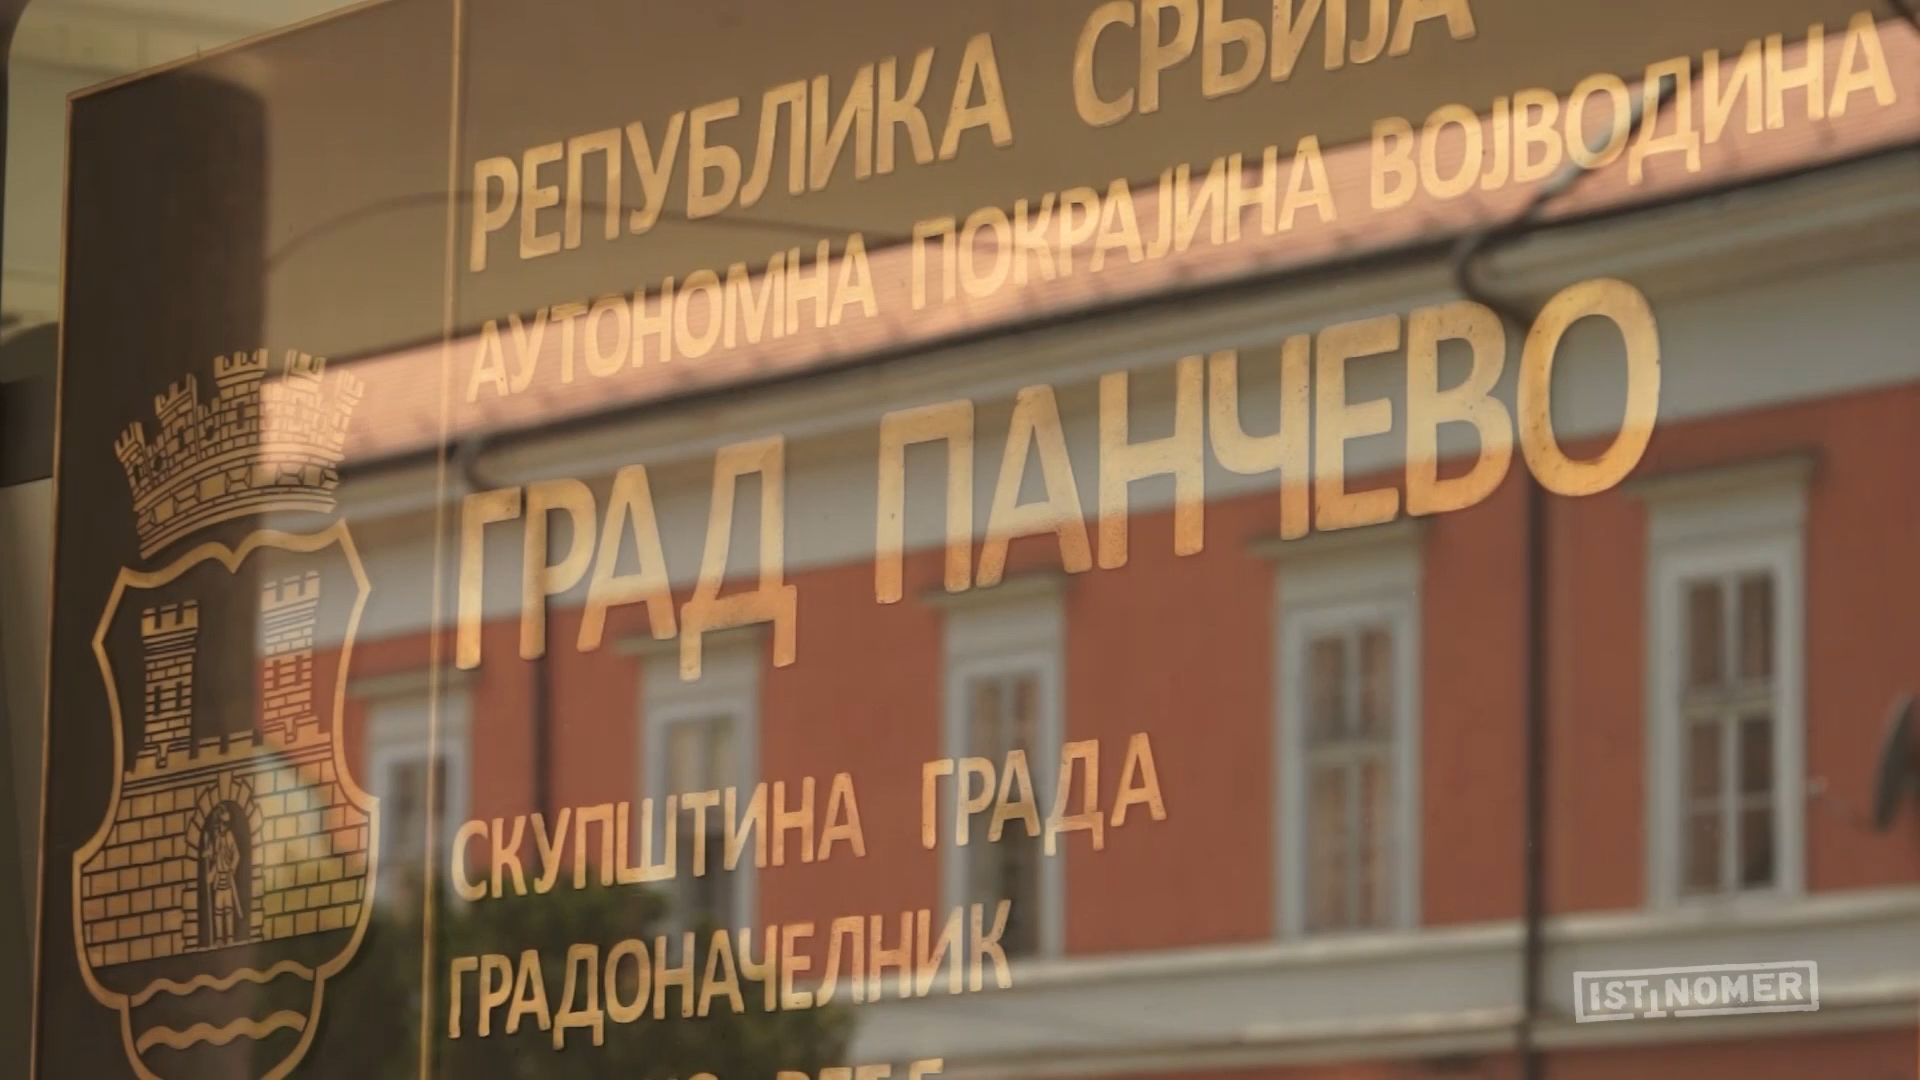 РЕПУБЛИКА СРБИЈА
АУТОНОМНА ПОКРАЈИНА ВОЈВОДИНА
ГРАД ПАНЧЕВО
СКУПШТИНА ГРАДА
ГРАДОНАЧЕЛНИК
ISTINOMER